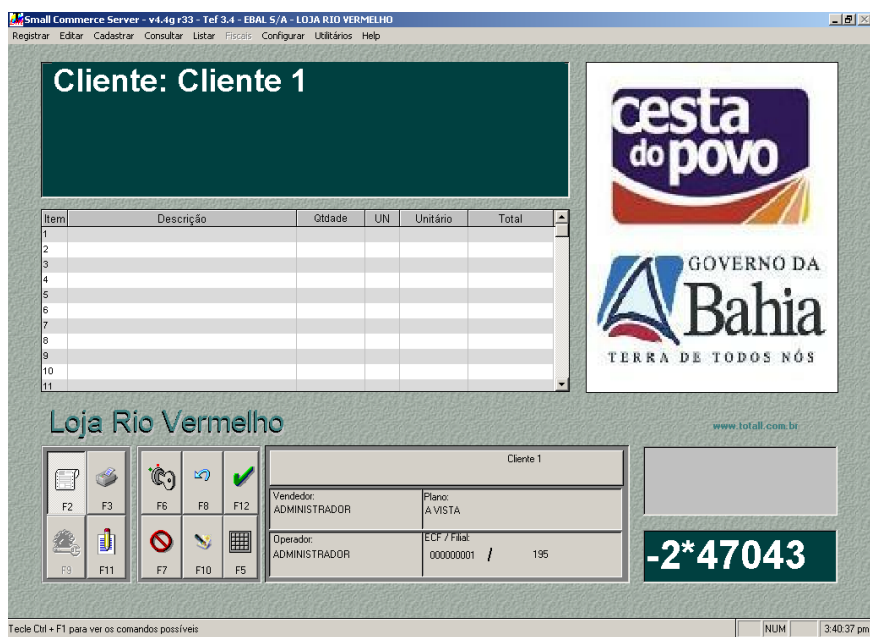 Small Commerce Server - v4.4g r33 - Tef 3.4 - EBAL S/A - LOJA RIO VERMELHO
Registrar Editar Cadastrar Consultar Listar Fiscais Configurar Utilitários Help
Cliente: Cliente 1
cesta
do povo
Item Descrição Qtdade UN Unitário Total
1
2
3
4
5
6
7
8
9
10
11
GOVERNO DA
Bahia
TERRA DE TODOS NÓS
Loja Rio Vermelho
www.totall.com.br
F2 F3 F6 F8 F12
F9 F11 F7 F10 F5
Cliente 1
Vendedor: Plano:
ADMINISTRADOR A VISTA
Operador: ECF / Filial:
ADMINISTRADOR 000000001 / 195
-2*47043
Tecle Ctrl + F1 para ver os comandos possíveis NUM 3:40:37 pm